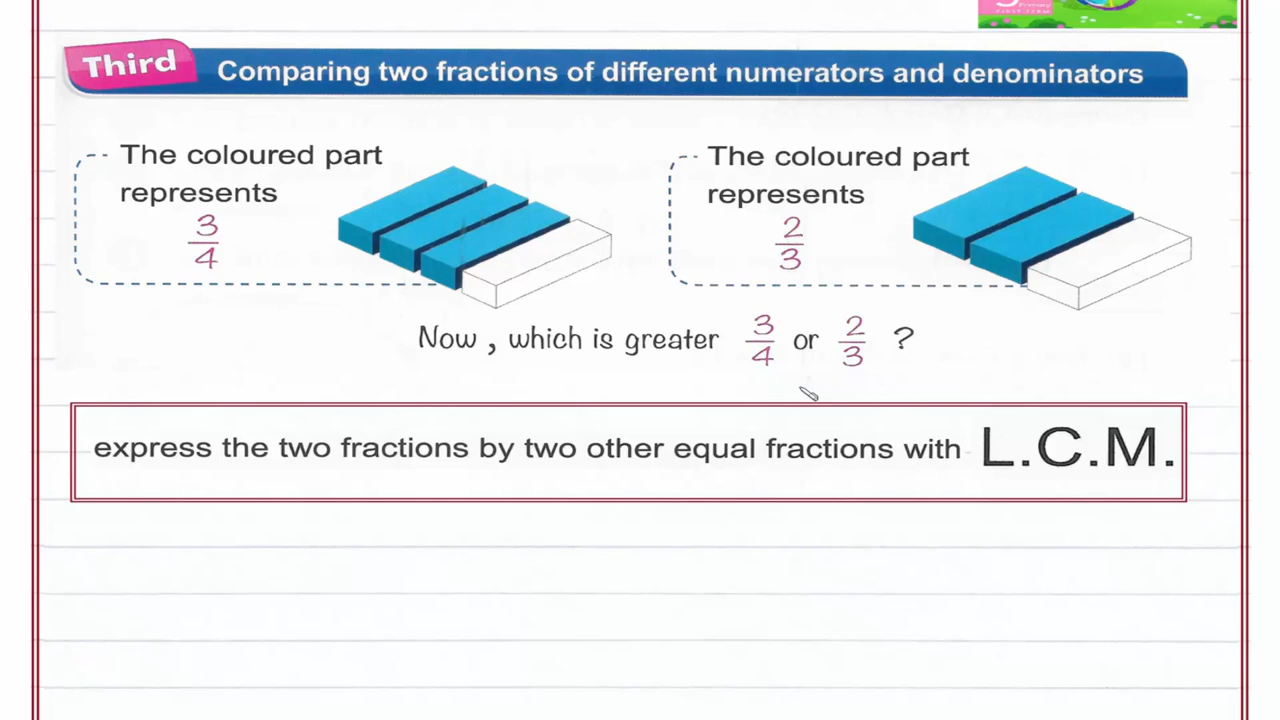 Third
Comparing two fractions of different numerators and denominators
The coloured part
represents
3/4
The coloured part
represents
2/3
Now , which is greater 3/4 or 2/3 ?
express the two fractions by two other equal fractions with L.C.M.